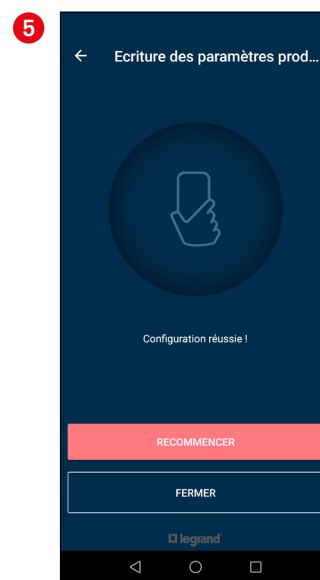 5
Ecriture des paramètres prod...
Configuration réussie !
RECOMMENCER
FERMER
legrand